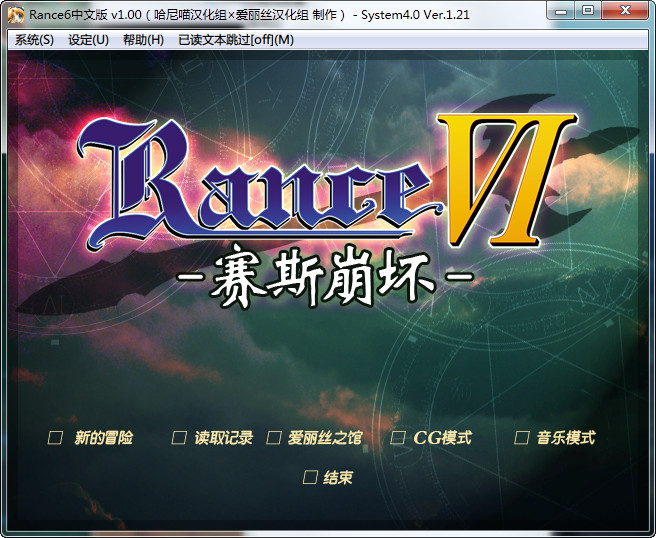 Rance6中文版 v1.00（哈尼喵汉化组×爱丽丝汉化组 制作） - System4.0 Ver.1.21
系统(S) 设定(U) 帮助(H) 已读文本跳过[off](M)
Rance VI
-赛斯崩坏-
新的冒险 读取记录 爱丽丝之馆 CG模式 音乐模式
结束